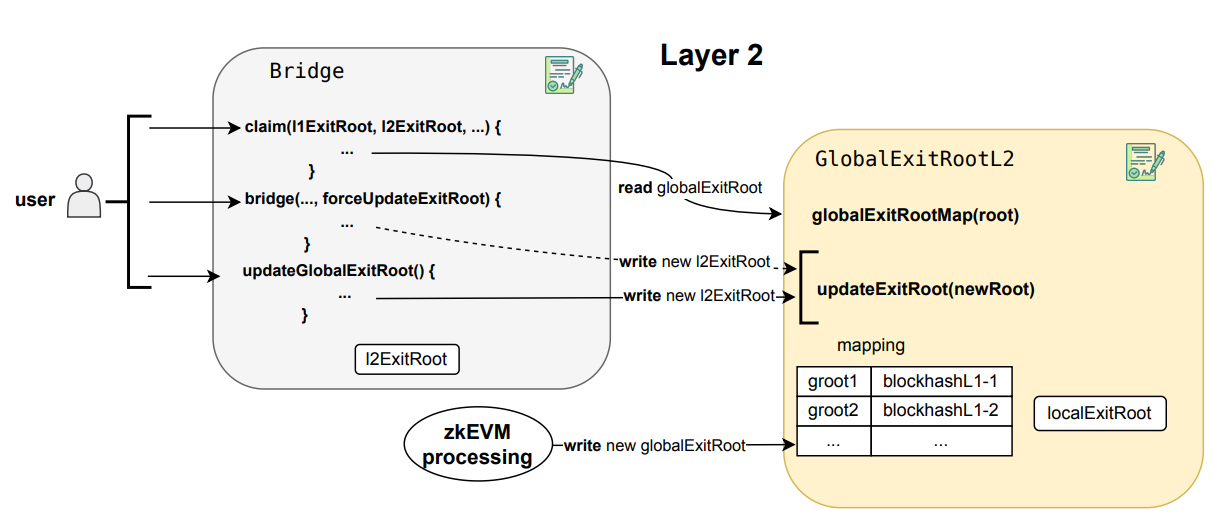 Layer 2
Bridge
user
claim(l1ExitRoot, l2ExitRoot, ...) {
...
}
bridge(..., forceUpdateExitRoot) {
...
}
updateGlobalExitRoot() {
...
}
l2ExitRoot
read globalExitRoot
write new l2ExitRoot
write new l2ExitRoot
zkEVM
processing
write new globalExitRoot
GlobalExitRootL2
globalExitRootMap(root)
updateExitRoot(newRoot)
mapping
groot1 blockhashL1-1
groot2 blockhashL1-2
... ...
localExitRoot